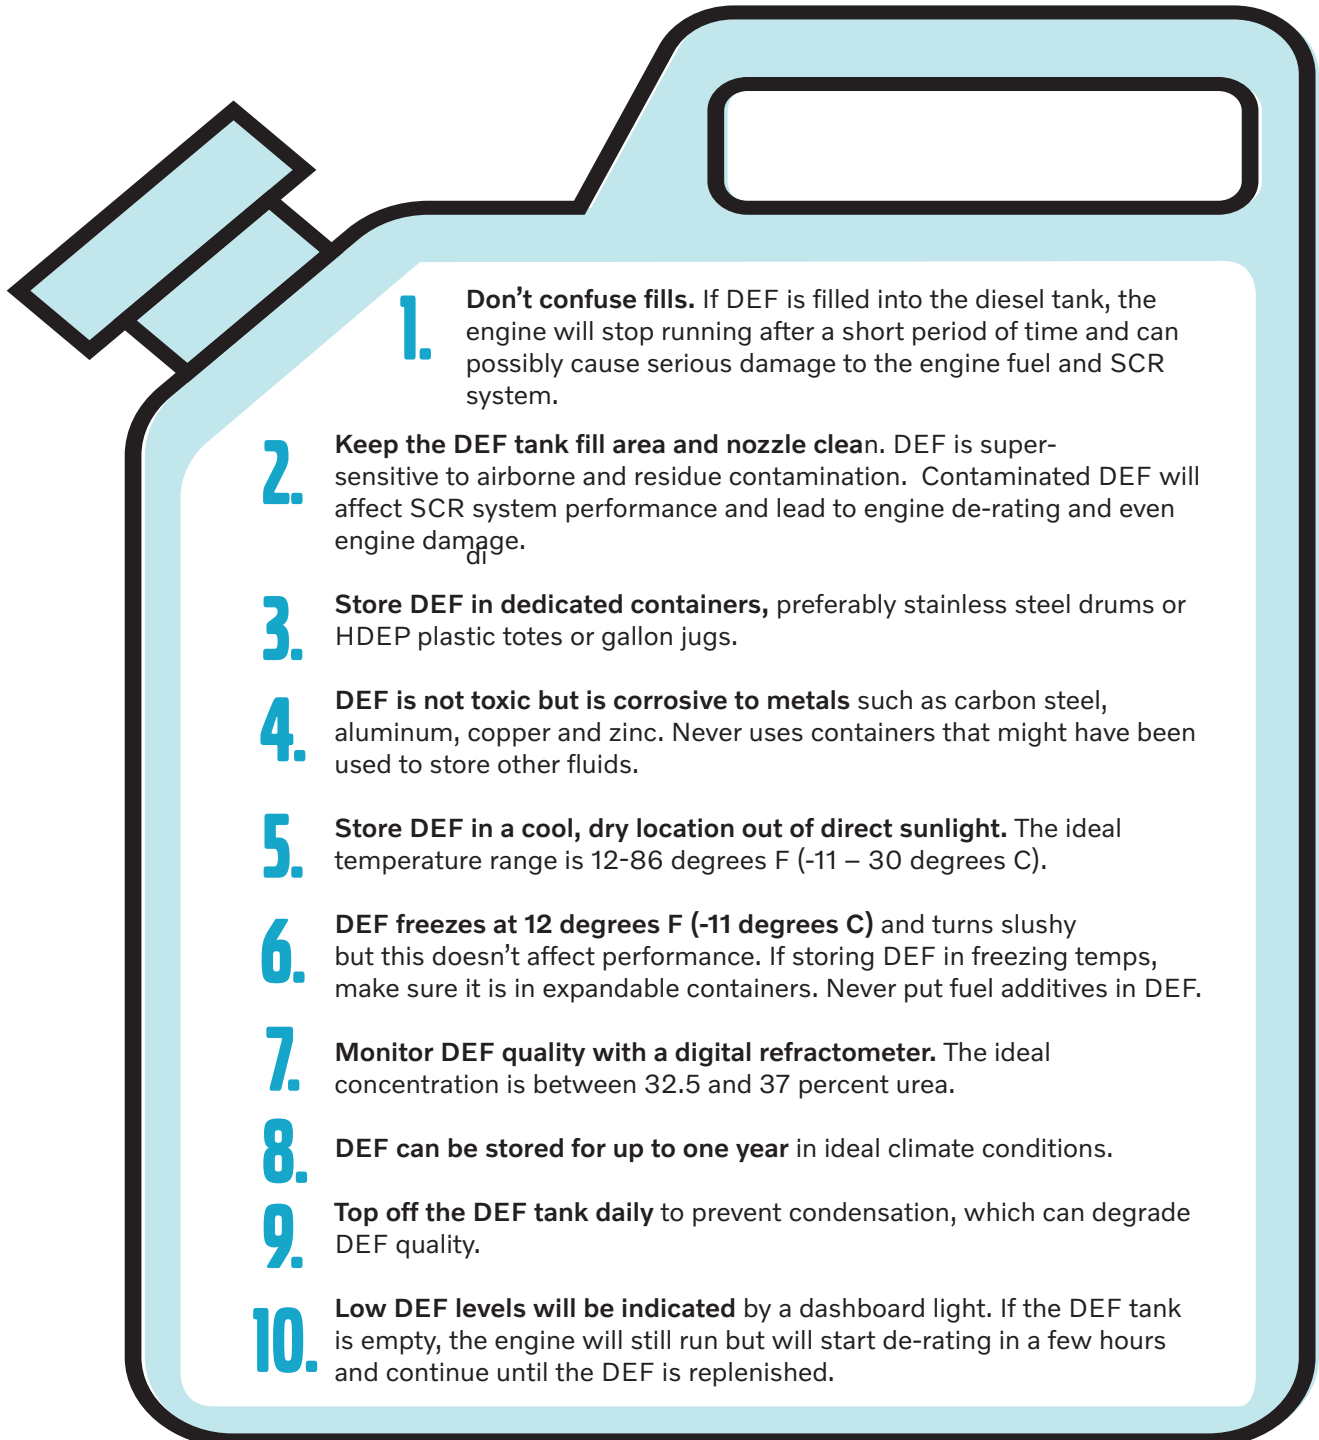 1.
Don’t confuse fills. If DEF is filled into the diesel tank, the
engine will stop running after a short period of time and can
possibly cause serious damage to the engine fuel and SCR
system.
2.
Keep the DEF tank fill area and nozzle clean. DEF is super-
sensitive to airborne and residue contamination.  Contaminated DEF will
affect SCR system performance and lead to engine de-rating and even
engine damage.
di
3.
Store DEF in dedicated containers, preferably stainless steel drums or
HDEP plastic totes or gallon jugs.
4.
DEF is not toxic but is corrosive to metals such as carbon steel,
aluminum, copper and zinc. Never uses containers that might have been
used to store other fluids.
5.
Store DEF in a cool, dry location out of direct sunlight. The ideal
temperature range is 12-86 degrees F (-11 – 30 degrees C).
6.
DEF freezes at 12 degrees F (-11 degrees C) and turns slushy
but this doesn’t affect performance. If storing DEF in freezing temps,
make sure it is in expandable containers. Never put fuel additives in DEF.
7.
Monitor DEF quality with a digital refractometer. The ideal
concentration is between 32.5 and 37 percent urea.
8.
DEF can be stored for up to one year in ideal climate conditions.
9.
Top off the DEF tank daily to prevent condensation, which can degrade
DEF quality.
10.
Low DEF levels will be indicated by a dashboard light. If the DEF tank
is empty, the engine will still run but will start de-rating in a few hours
and continue until the DEF is replenished.